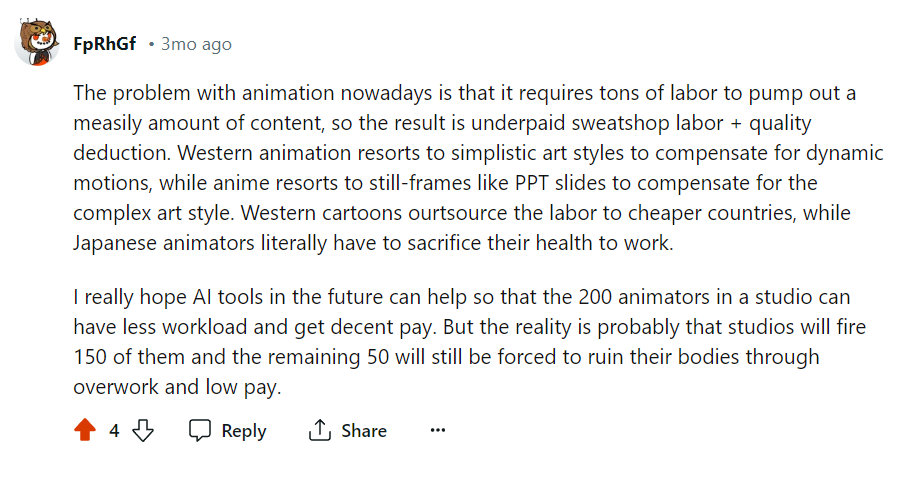 FpRhGf • 3mo ago
The problem with animation nowadays is that it requires tons of labor to pump out a
measily amount of content, so the result is underpaid sweatshop labor + quality
deduction. Western animation resorts to simplistic art styles to compensate for dynamic
motions, while anime resorts to still-frames like PPT slides to compensate for the
complex art style. Western cartoons ourtsource the labor to cheaper countries, while
Japanese animators literally have to sacrifice their health to work.
I really hope AI tools in the future can help so that the 200 animators in a studio can
have less workload and get decent pay. But the reality is probably that studios will fire
150 of them and the remaining 50 will still be forced to ruin their bodies through
overwork and low pay.
4 Reply Share ...